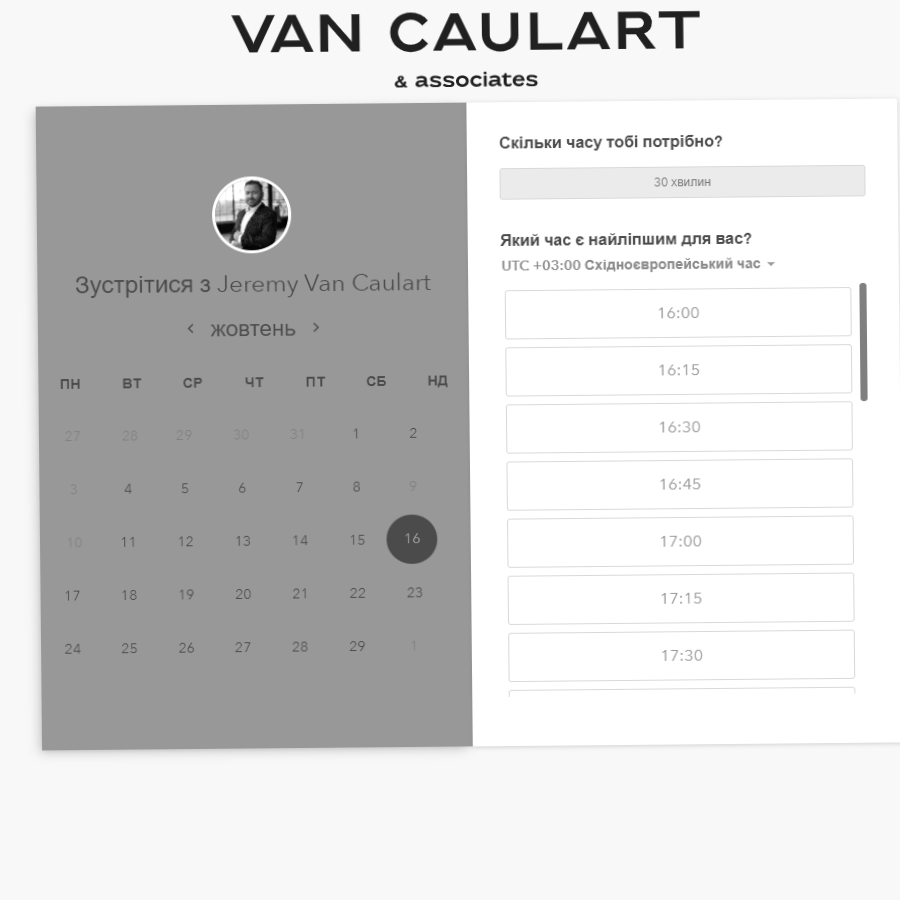 VAN CAULART
& associates
Зустрітися з Jeremy Van Caulart
жовтень
ПН ВТ СР ЧТ ПТ СБ НД
27 28 29 30 31 1 2
3 4 5 6 7 8 9
10 11 12 13 14 15 16
17 18 19 20 21 22 23
24 25 26 27 28 29 1
Скільки часу тобі потрібно?
30 хвилин
Який час є найліпшим для вас?
UTC +03:00 Східноєвропейський час
16:00
16:15
16:30
16:45
17:00
17:15
17:30